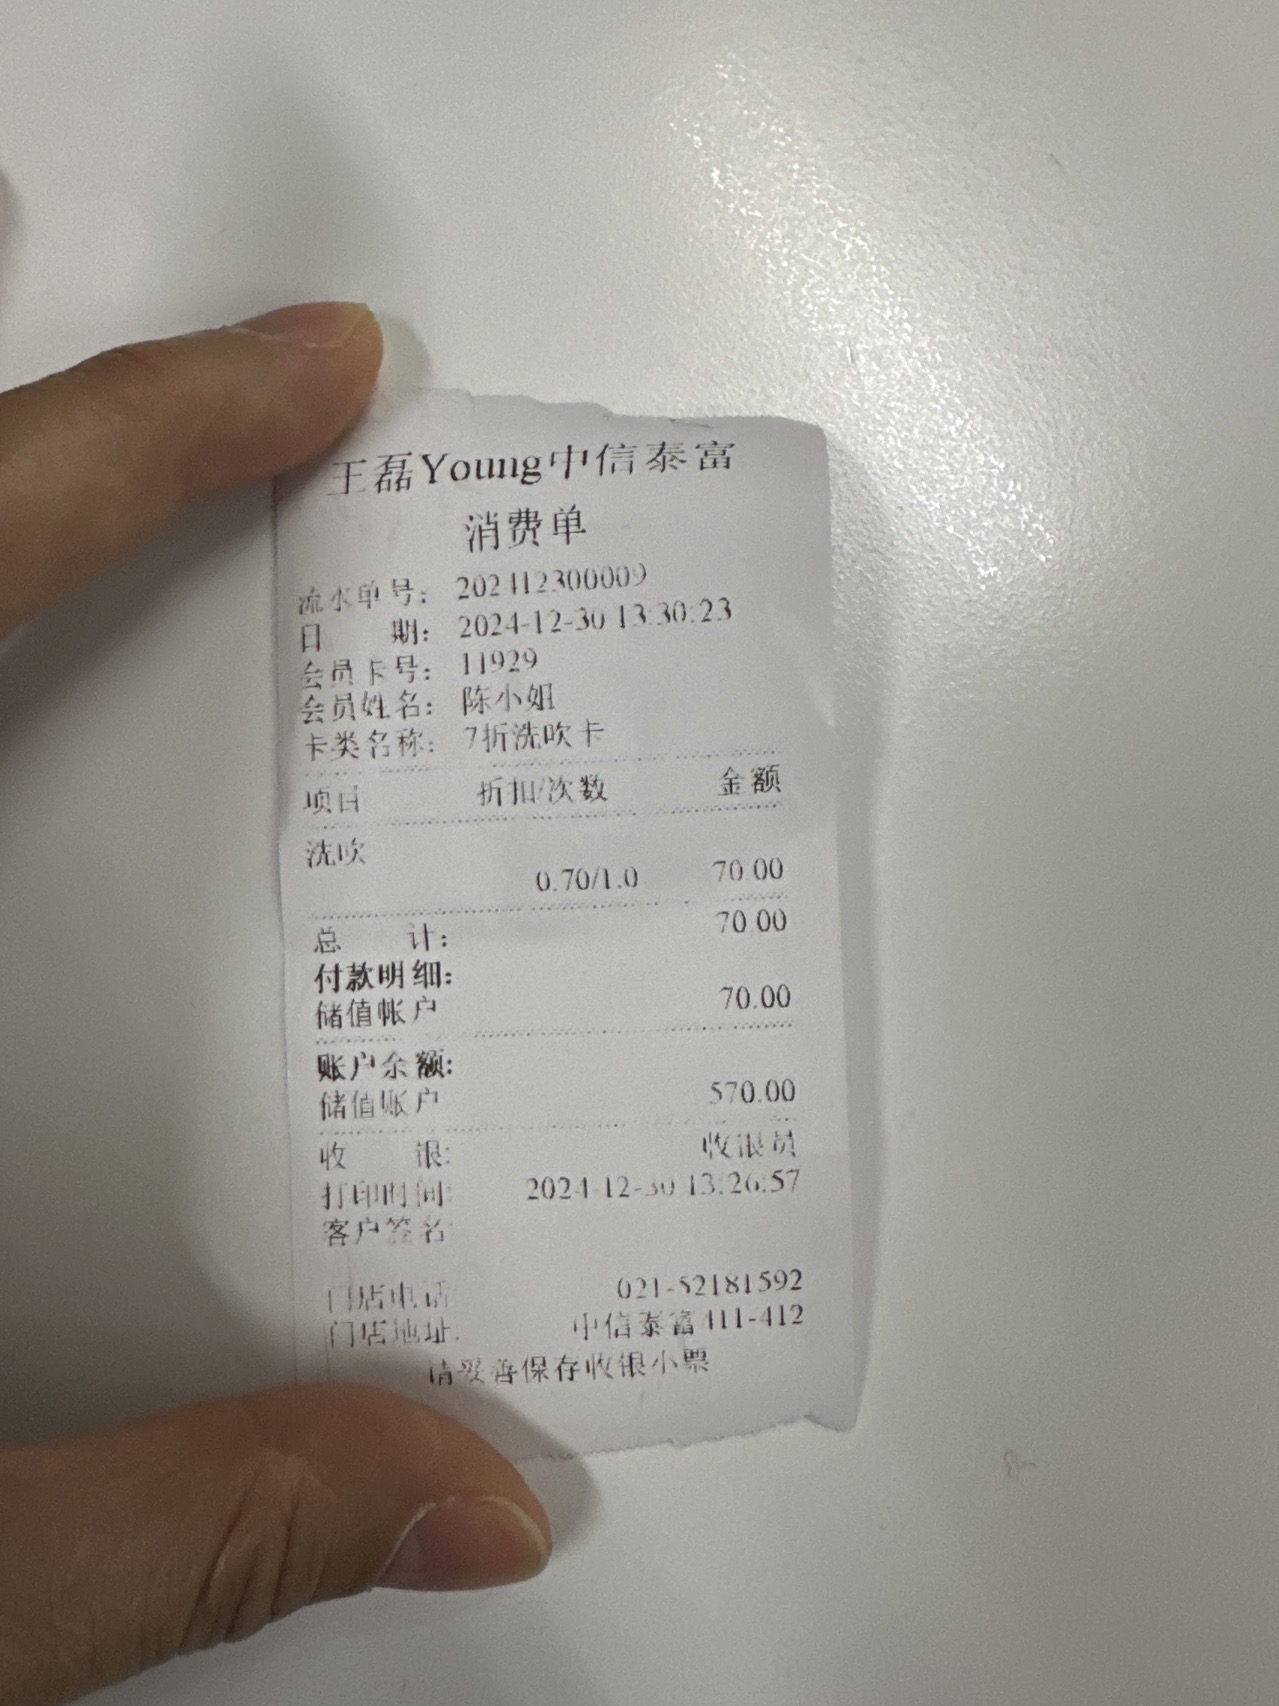 王磊Young中信泰富
消费单
流水单号： 202412300009
日 期： 2024-12-30 13:30:23
会员卡号： 11929
会员姓名： 陈小姐
卡类名称： 7折洗吹卡
项目 折扣/次数 金额
洗吹
0.70/1.0 70.00
总 计： 70.00
付款明细:
储值帐户 70.00
账户余额:
储值账户 570.00
收 银: 收银员
打印时间: 2024-12-30 13:26:57
客户签名:
门店电话: 021-52181592
门店地址: 中信泰富411-412
请妥善保存收银小票